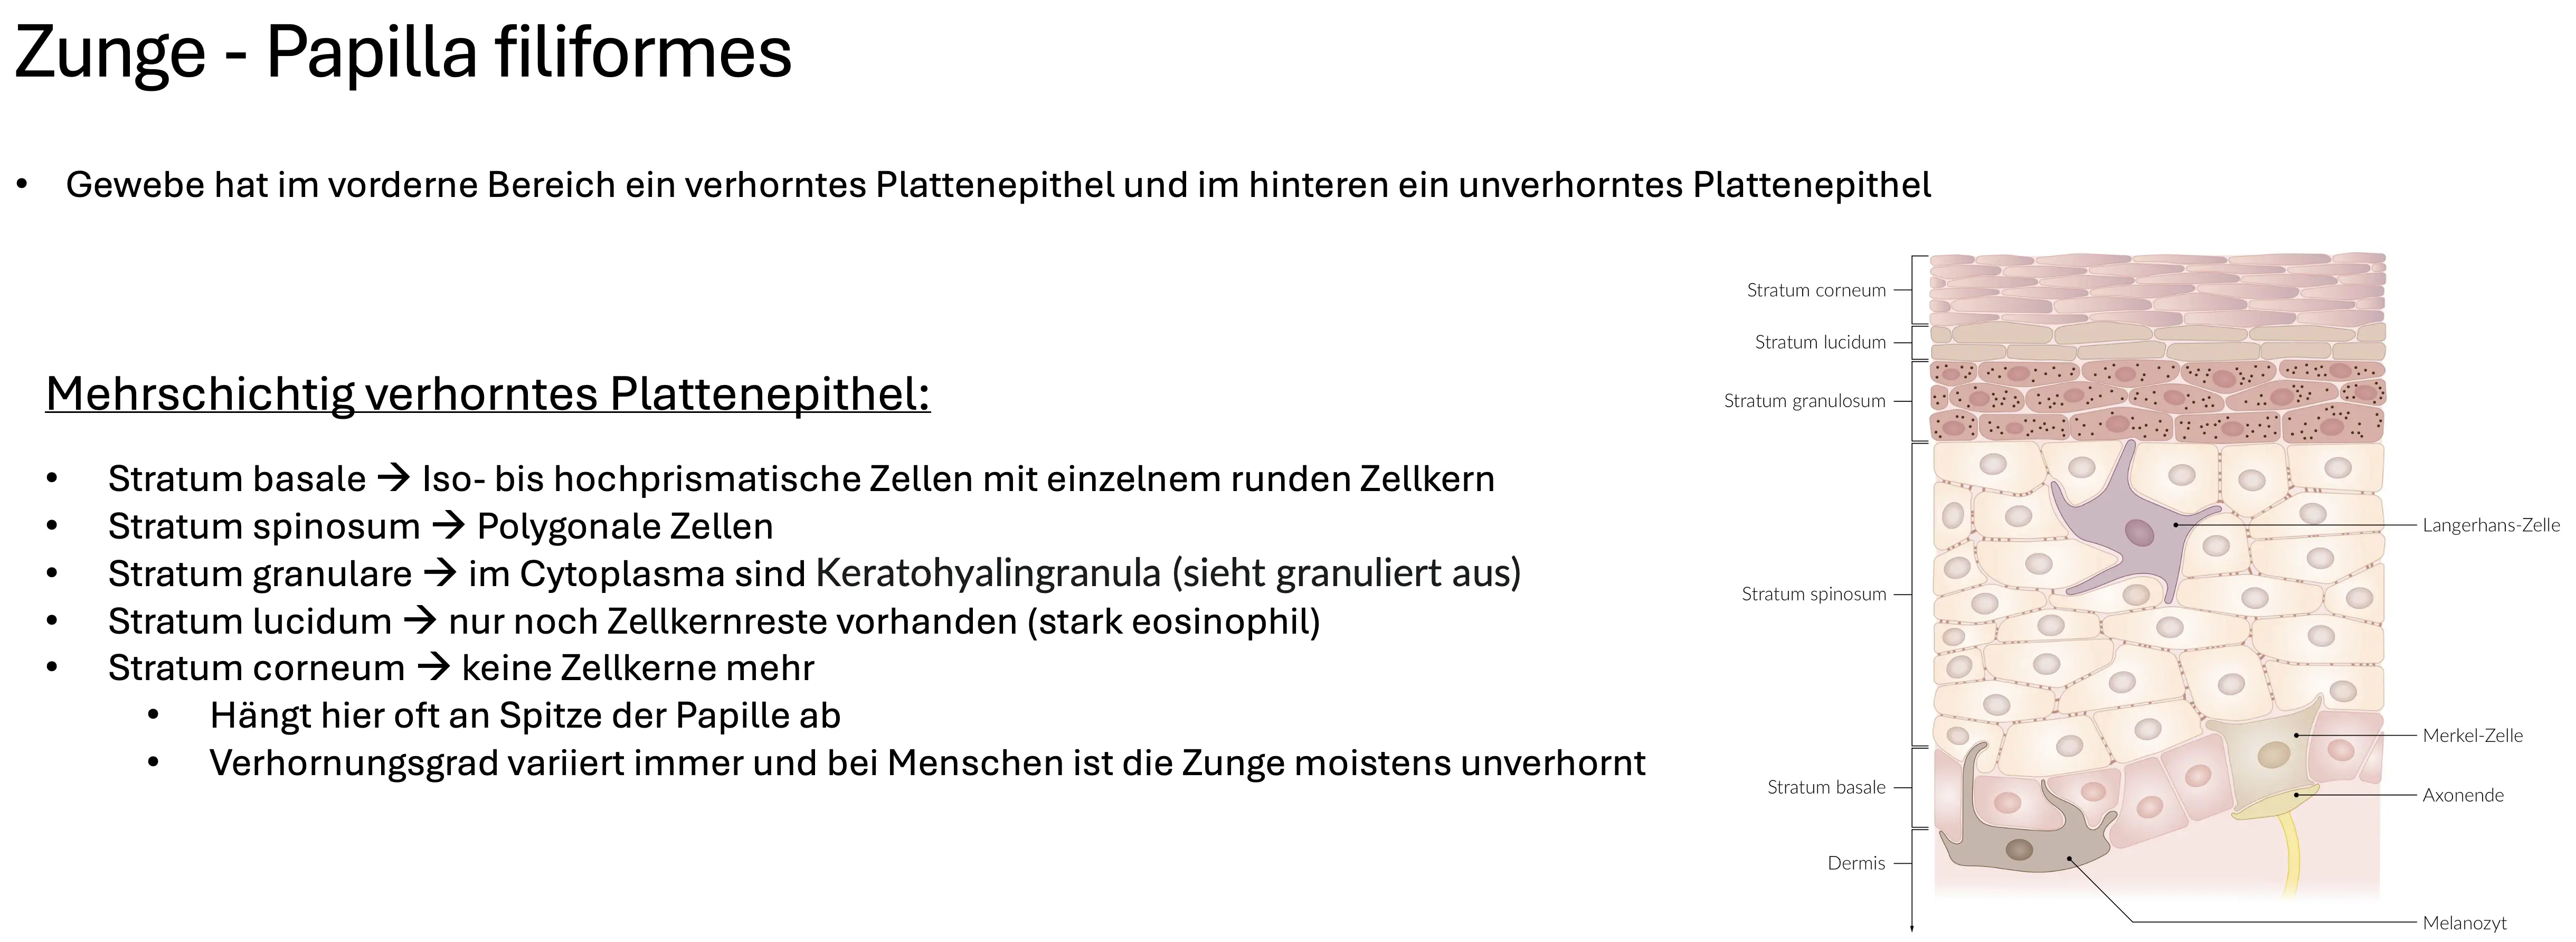 Zunge - Papilla filiformes
• Gewebe hat im vorderne Bereich ein verhorntes Plattenepithel und im hinteren ein unverhorntes Plattenepithel
Mehrschichtig verhorntes Plattenepithel:
• Stratum basale → Iso- bis hochprismatische Zellen mit einzelnem runden Zellkern
• Stratum spinosum → Polygonale Zellen
• Stratum granulare → im Cytoplasma sind Keratohyalingranula (sieht granuliert aus)
• Stratum lucidum → nur noch Zellkernreste vorhanden (stark eosinophil)
• Stratum corneum → keine Zellkerne mehr
• Hängt hier oft an Spitze der Papille ab
• Verhornungsgrad variiert immer und bei Menschen ist die Zunge moistens unverhornt
Stratum corneum
Stratum lucidum
Stratum granulosum
Stratum spinosum
Stratum basale
Dermis
Langerhans-Zelle
Merkel-Zelle
Axonende
Melanozyt